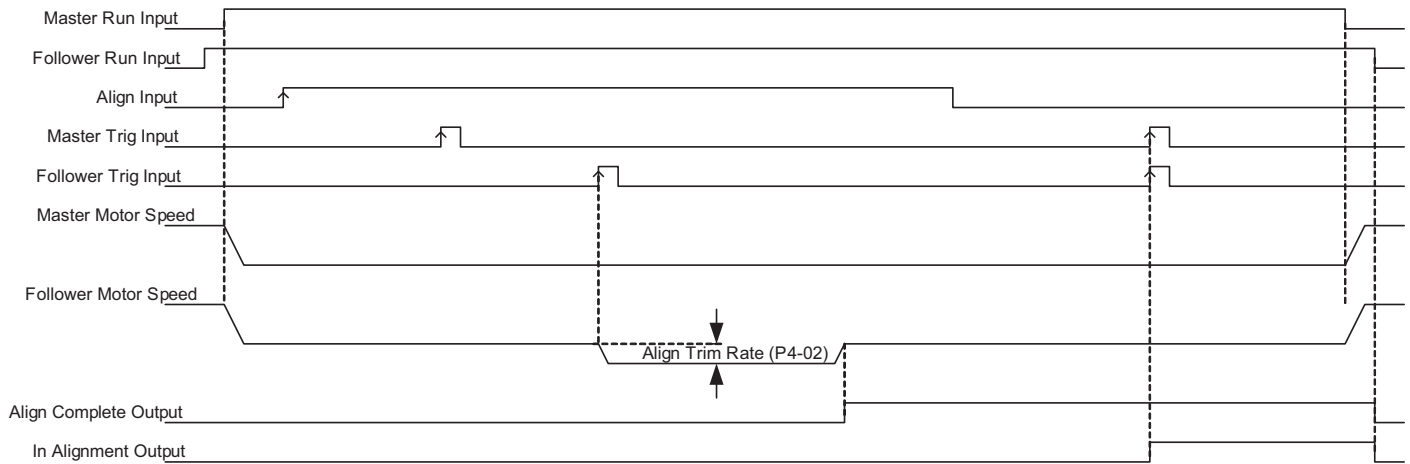 Master Run Input
Follower Run Input
Align Input
Master Trig Input
Follower Trig Input
Master Motor Speed
Follower Motor Speed
Align Trim Rate (P4-02)
Align Complete Output
In Alignment Output